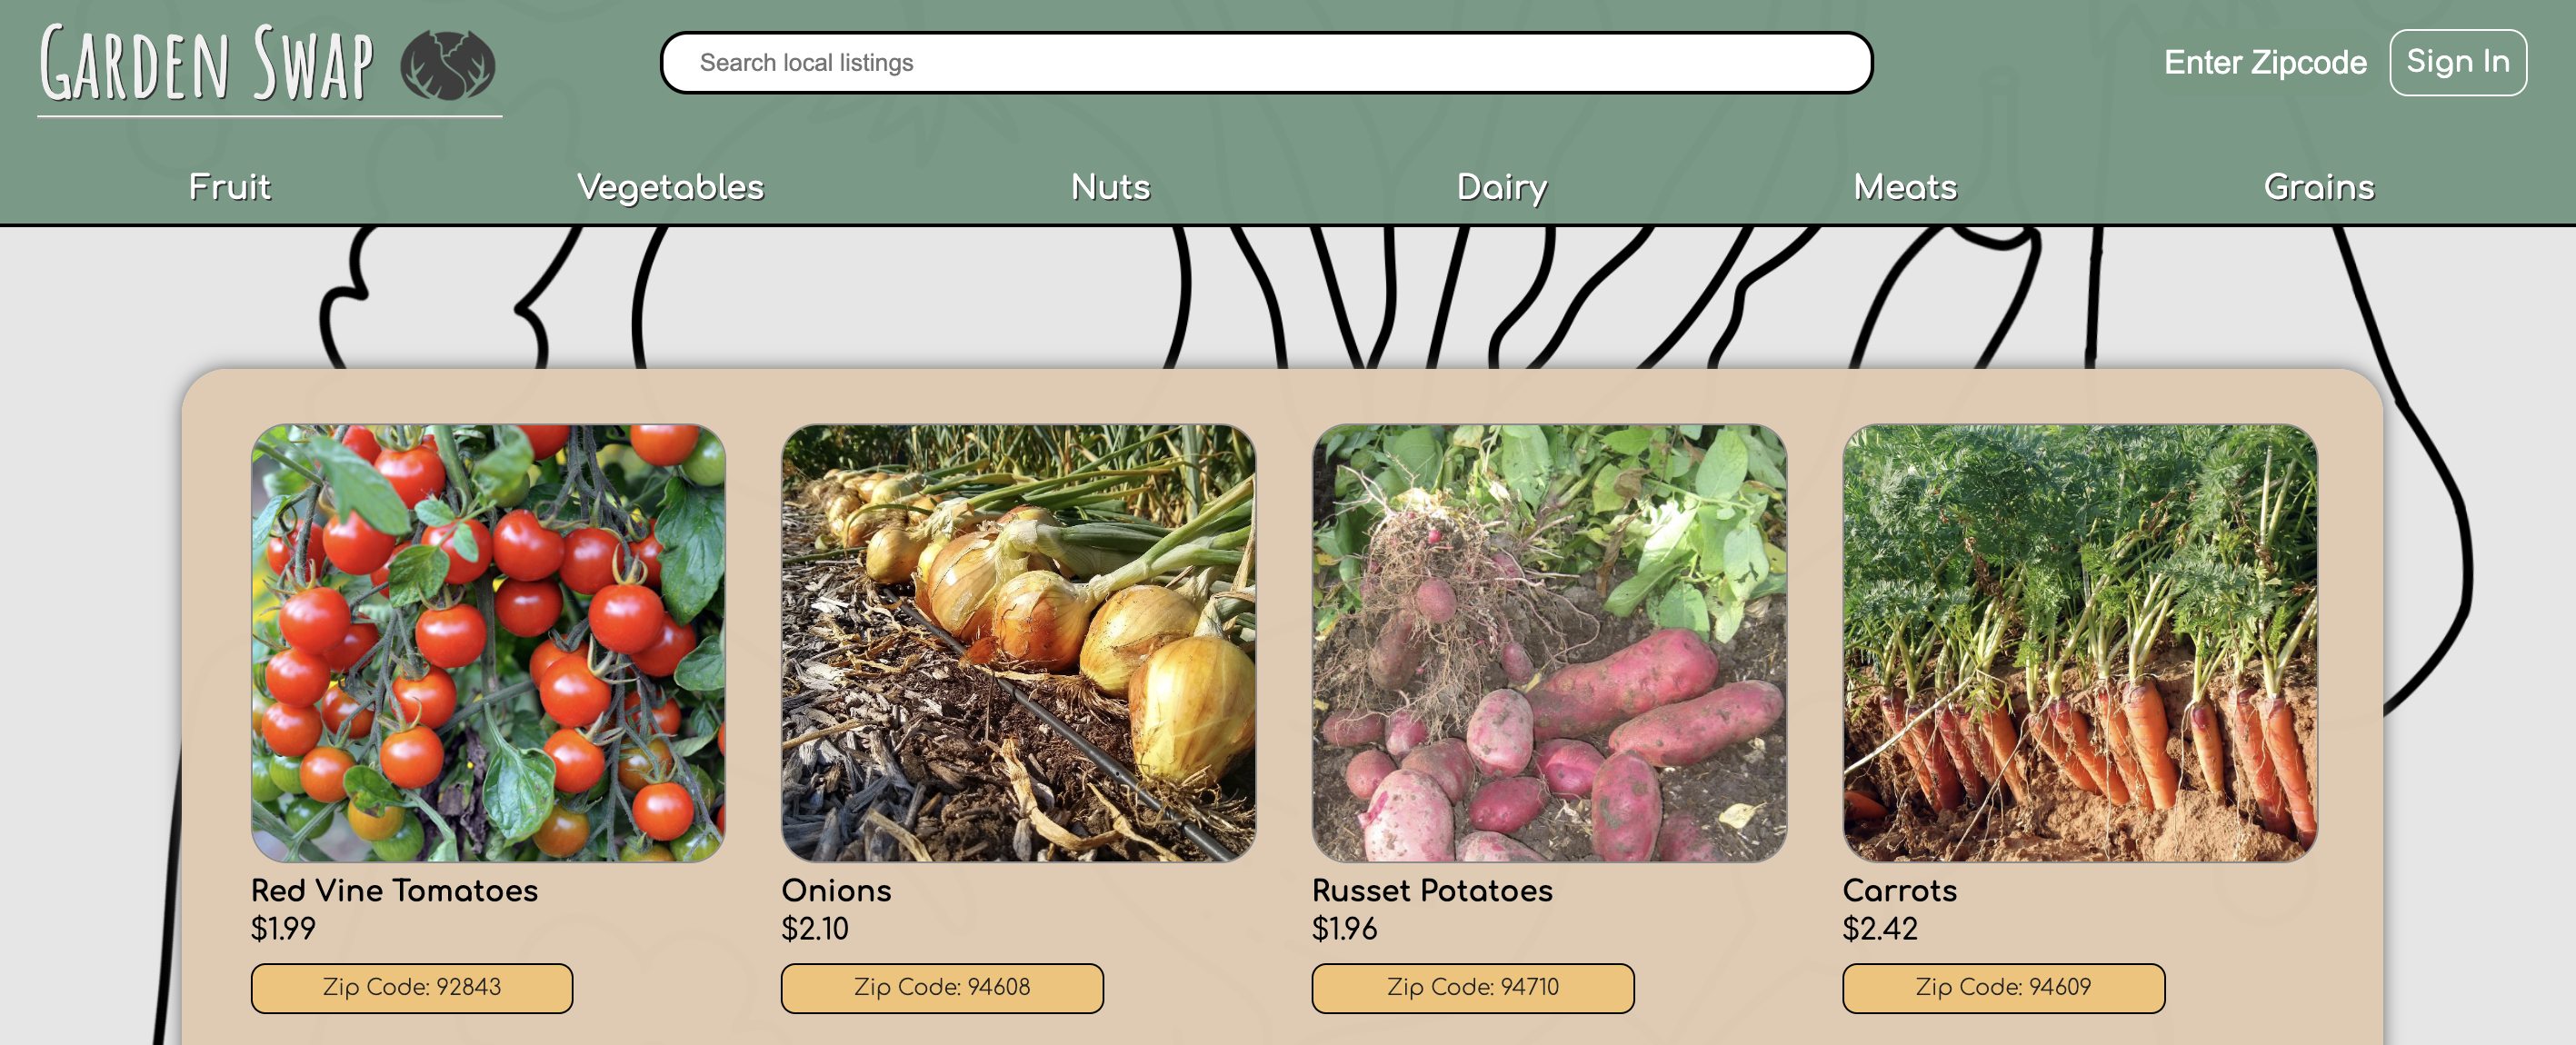 Garden Swap
Search local listings
Enter Zipcode
Sign In
Fruit
Vegetables
Nuts
Dairy
Meats
Grains
Red Vine Tomatoes
$1.99
Zip Code: 92843
Onions
$2.10
Zip Code: 94608
Russet Potatoes
$1.96
Zip Code: 94710
Carrots
$2.42
Zip Code: 94609